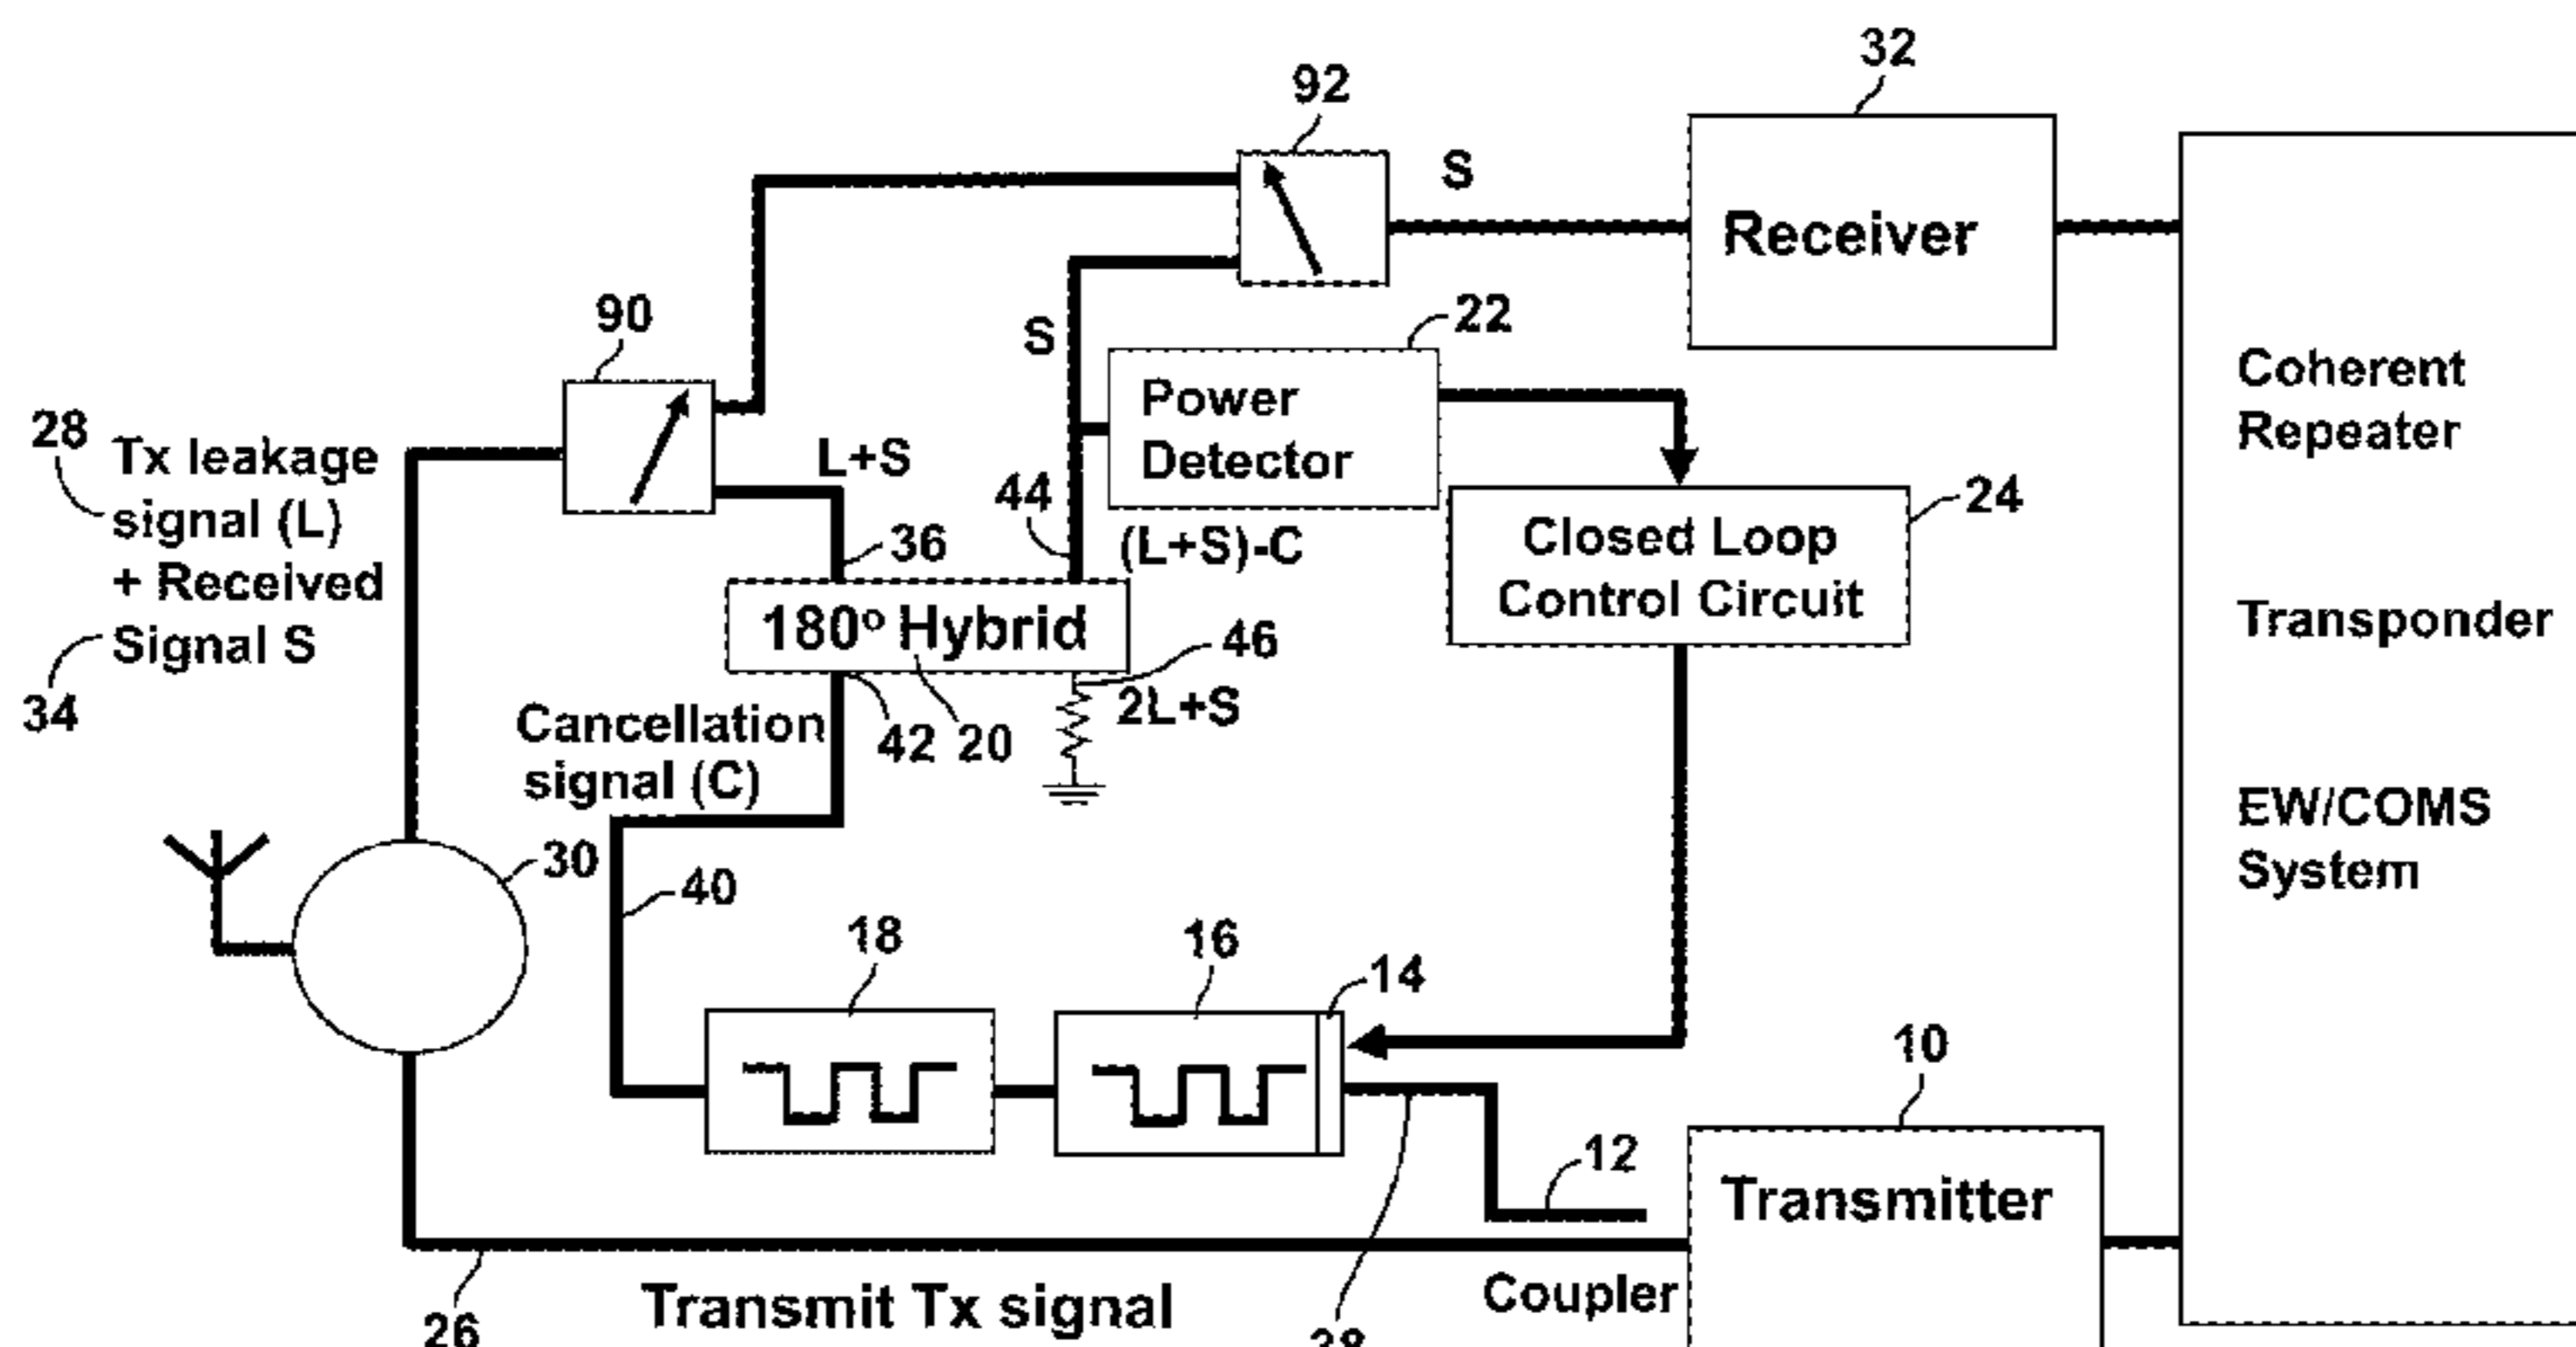 32
92
S
Receiver
90
S
22
28
Tx leakage
signal (L)
+ Received
Signal S
34
L+S
Power
Detector
Coherent
Repeater
44
36
(L+S)-C
24
Closed Loop
Control Circuit
180º Hybrid
46
2L+S
Transponder
Cancellation
signal (C)
42
20
EW/COMS
System
30
40
18
16
14
10
12
Transmitter
Coupler
Transmit Tx signal
26
38